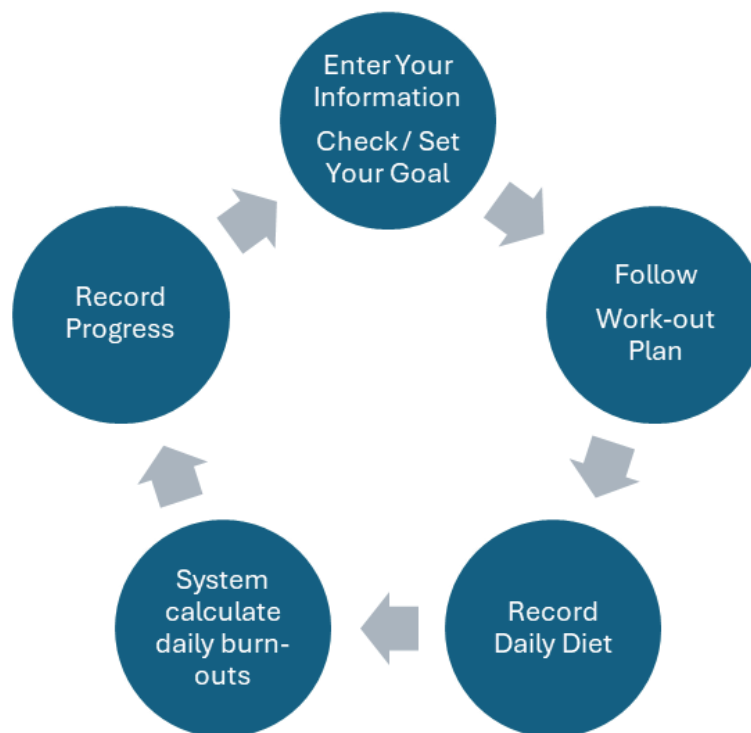 Enter Your
Information
Check / Set
Your Goal
Follow
Work-out
Plan
Record
Daily Diet
System
calculate
daily burn-
outs
Record
Progress